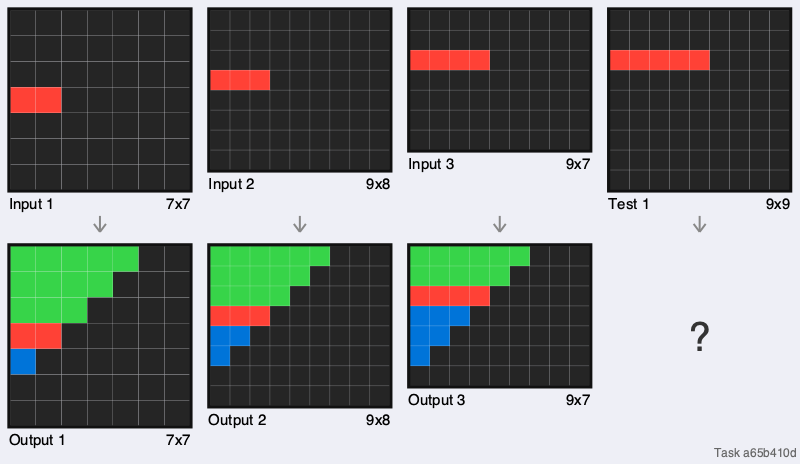 Input 1 7x7
Input 2 9x8
Input 3 9x7
Test 1 9x9
Output 1 7x7
Output 2 9x8
Output 3 9x7
?
Task a65b410d